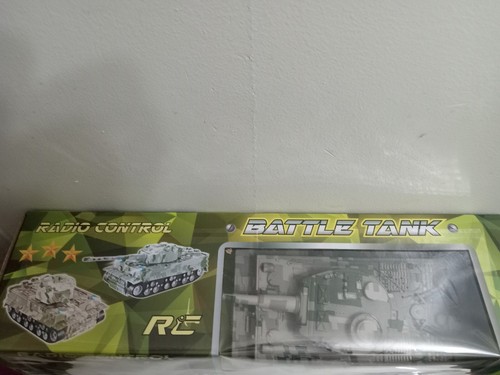 RADIO CONTROL
BATTLE TANK
RC